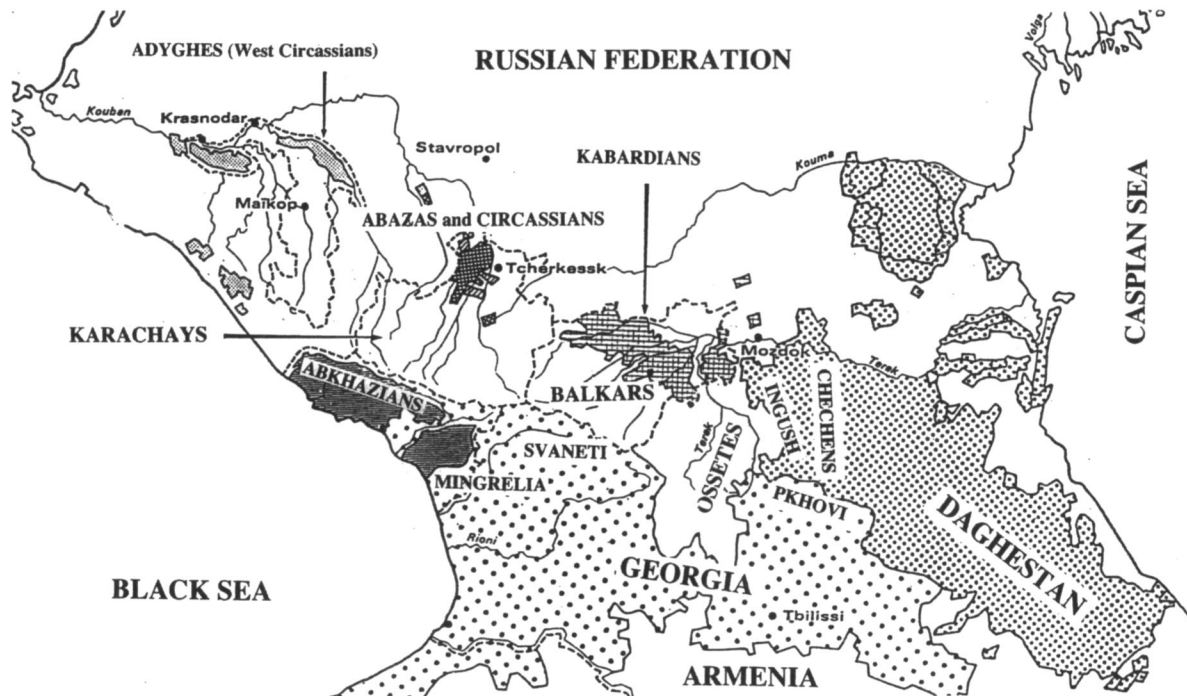 ADYGHES (West Circassians)
RUSSIAN FEDERATION
Volga
Kouban
Krasnodar
Stavropol
KABARDIANS
Kouma
CASPIAN SEA
Maïkop
ABAZAS and CIRCASSIANS
Tcherkessk
KARACHAYS
Mozdok
Terek
ABKHAZIANS
BALKARS
INGUSH
CHECHENS
SVANETI
Terek
OSSETES
MINGRELIA
PKHOVI
DAGHESTAN
Rioni
GEORGIA
BLACK SEA
Tbilissi
ARMENIA